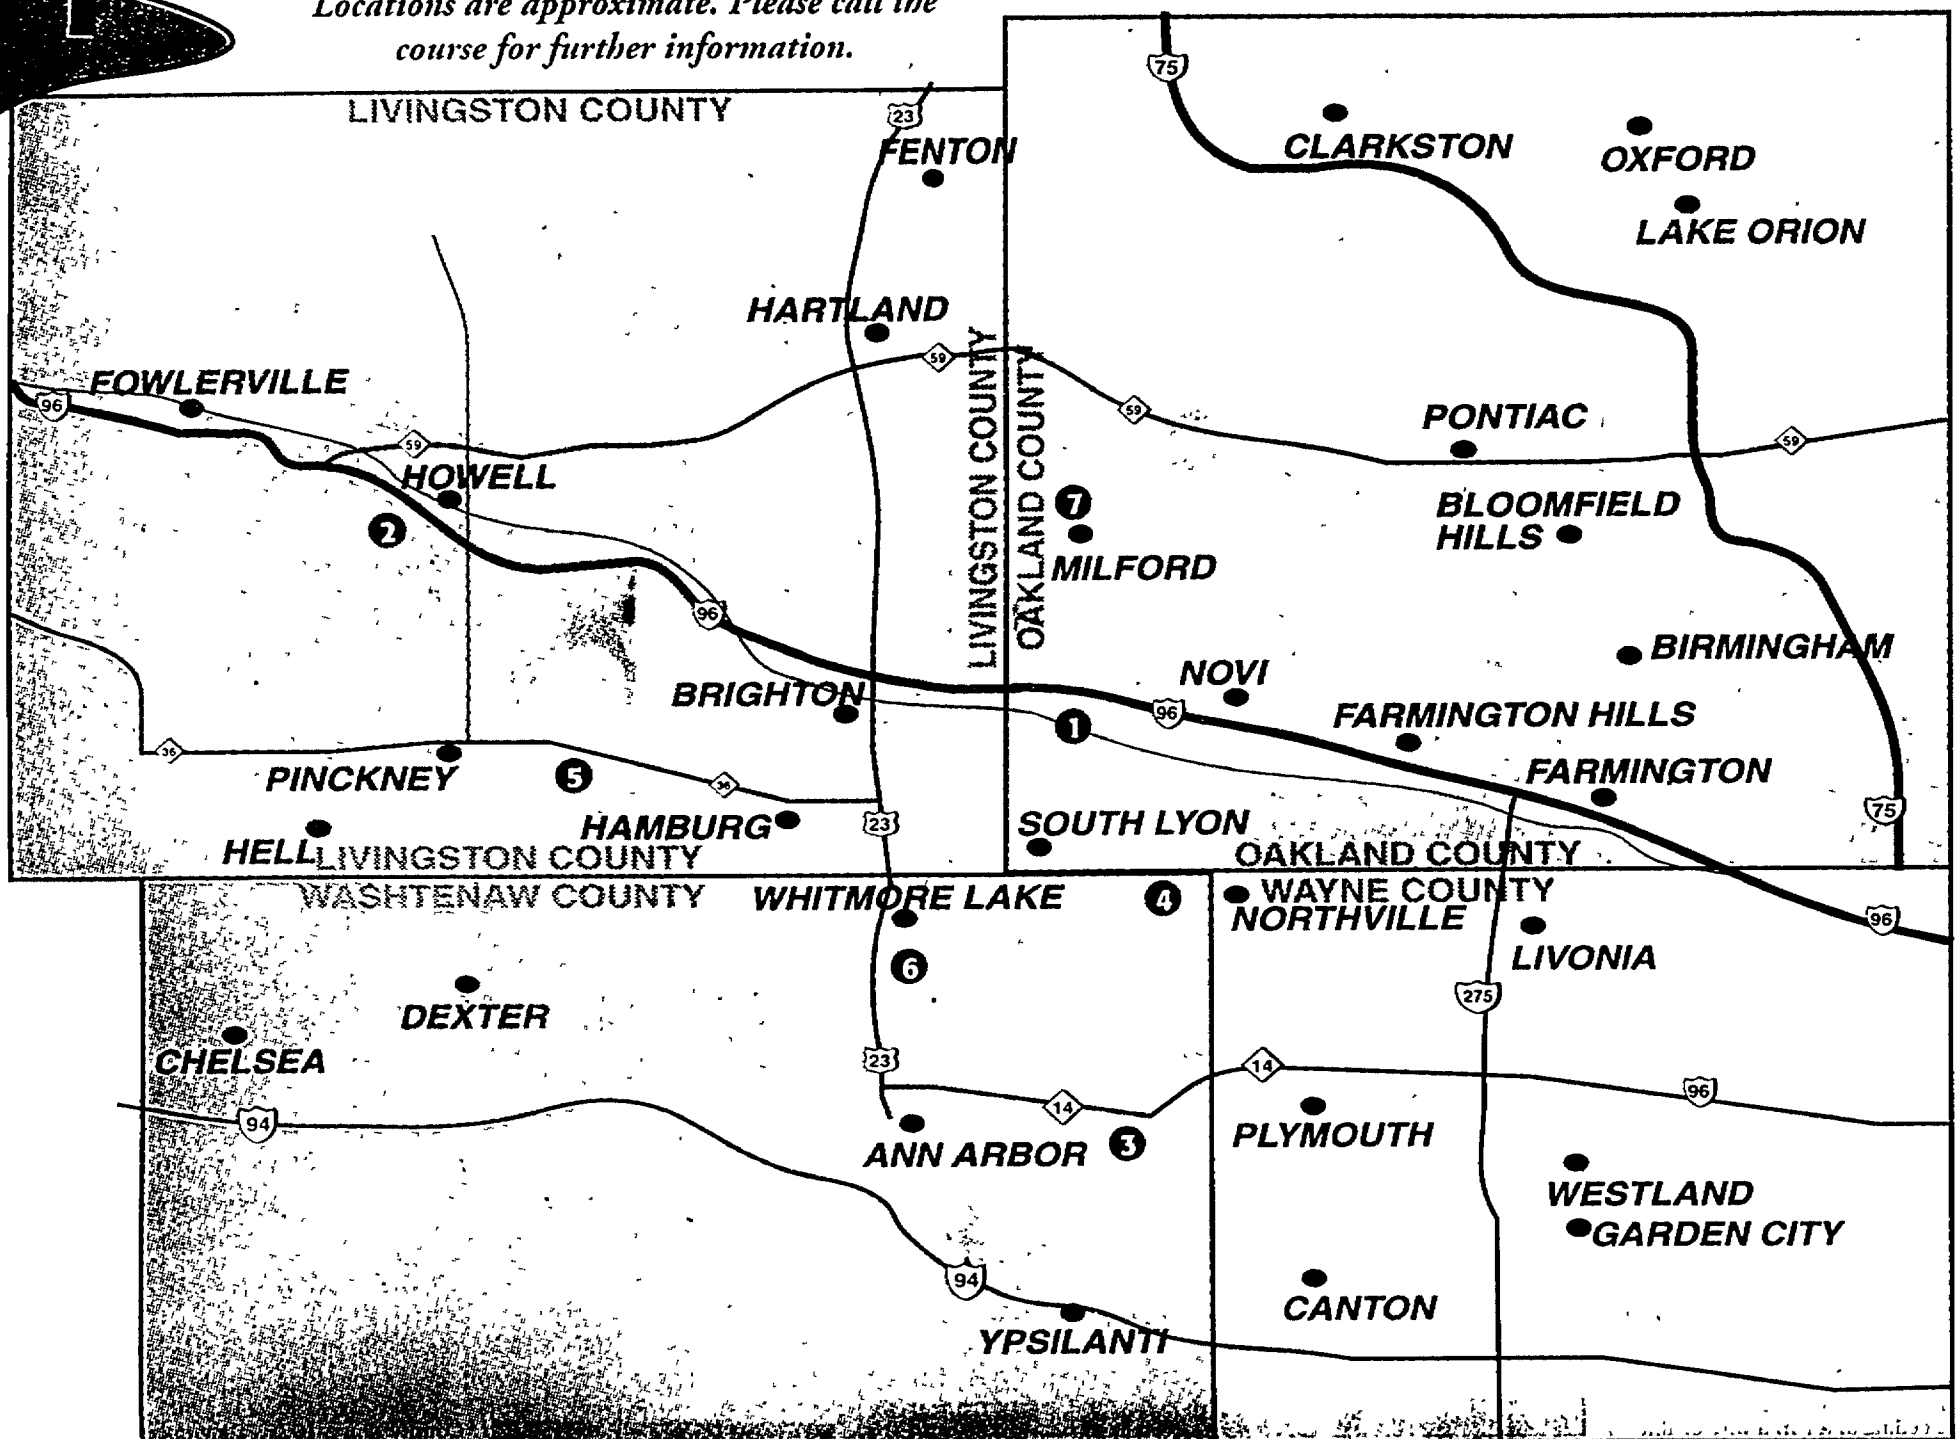 Locations are approximate. Please call the
course for further information.
75
LIVINGSTON COUNTY
23
FENTON
CLARKSTON
OXFORD
LAKE ORION
HARTLAND
59
FOWLERVILLE
96
59
59
PONTIAC
59
HOWELL
2
LIVINGSTON COUNTY
OAKLAND COUNTY
7
MILFORD
BLOOMFIELD
HILLS
96
BIRMINGHAM
NOVI
BRIGHTON
1
96
FARMINGTON HILLS
36
PINCKNEY
5
36
FARMINGTON
HAMBURG
23
SOUTH LYON
75
HELL
LIVINGSTON COUNTY
OAKLAND COUNTY
WASHTENAW COUNTY
WHITMORE LAKE
4
WAYNE COUNTY
NORTHVILLE
96
LIVONIA
6
DEXTER
275
CHELSEA
23
14
96
94
14
ANN ARBOR
3
PLYMOUTH
WESTLAND
GARDEN CITY
94
CANTON
YPSILANTI